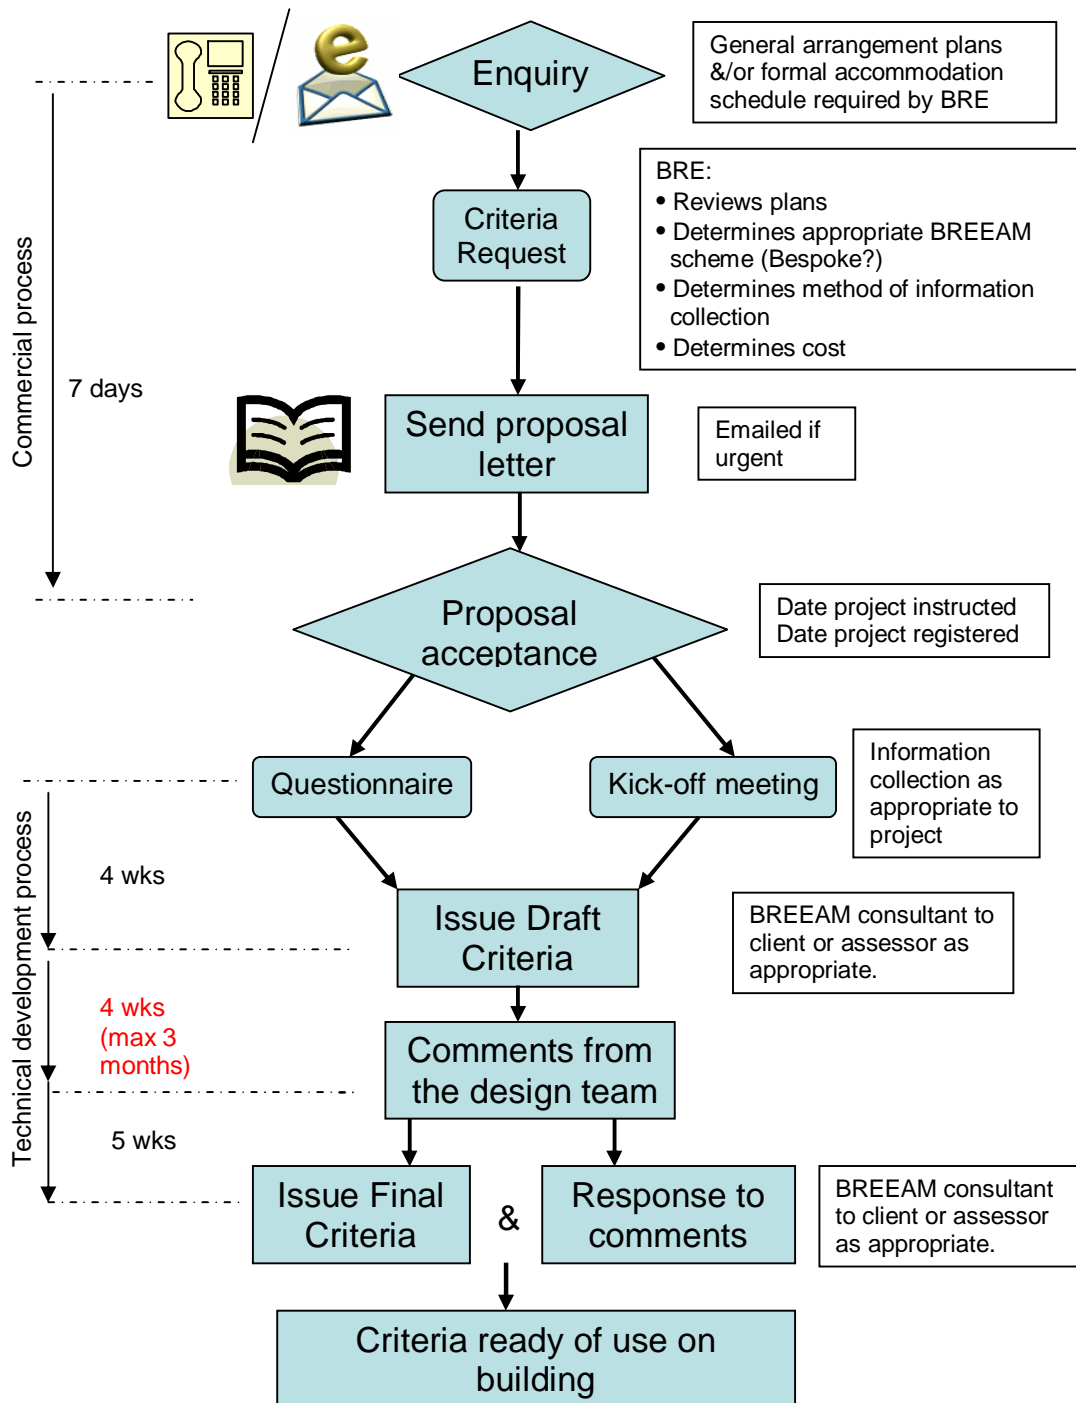 Enquiry
General arrangement plans
&/or formal accommodation
schedule required by BRE
Criteria
Request
BRE:
• Reviews plans
• Determines appropriate BREEAM
scheme (Bespoke?)
• Determines method of information
collection
• Determines cost
Commercial process
7 days
Send proposal
letter
Emailed if
urgent
Proposal
acceptance
Date project instructed
Date project registered
Questionnaire
Kick-off meeting
Information
collection as
appropriate to
project
Technical development process
4 wks
Issue Draft
Criteria
BREEAM consultant to
client or assessor as
appropriate.
4 wks
(max 3
months)
Comments from
the design team
5 wks
Issue Final
Criteria
&
Response to
comments
BREEAM consultant
to client or assessor
as appropriate.
Criteria ready of use on
building